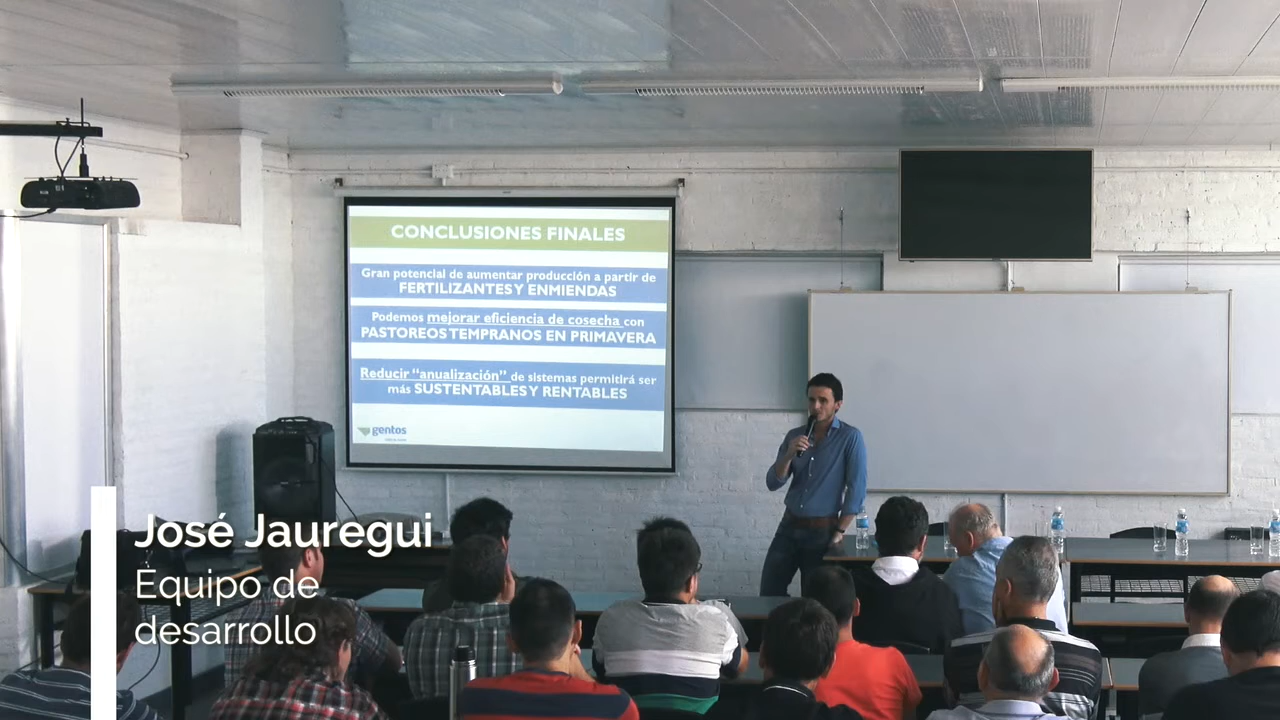 CONCLUSIONES FINALES
Gran potencial de aumentar producción a partir de
FERTILIZANTES Y ENMIENDAS
Podemos mejorar eficiencia de cosecha con
PASTOREOS TEMPRANOS EN PRIMAVERA
Reducir “anualización” de sistemas permitirá ser
más SUSTENTABLES Y RENTABLES
gentos
José Jauregui
Equipo de
desarrollo